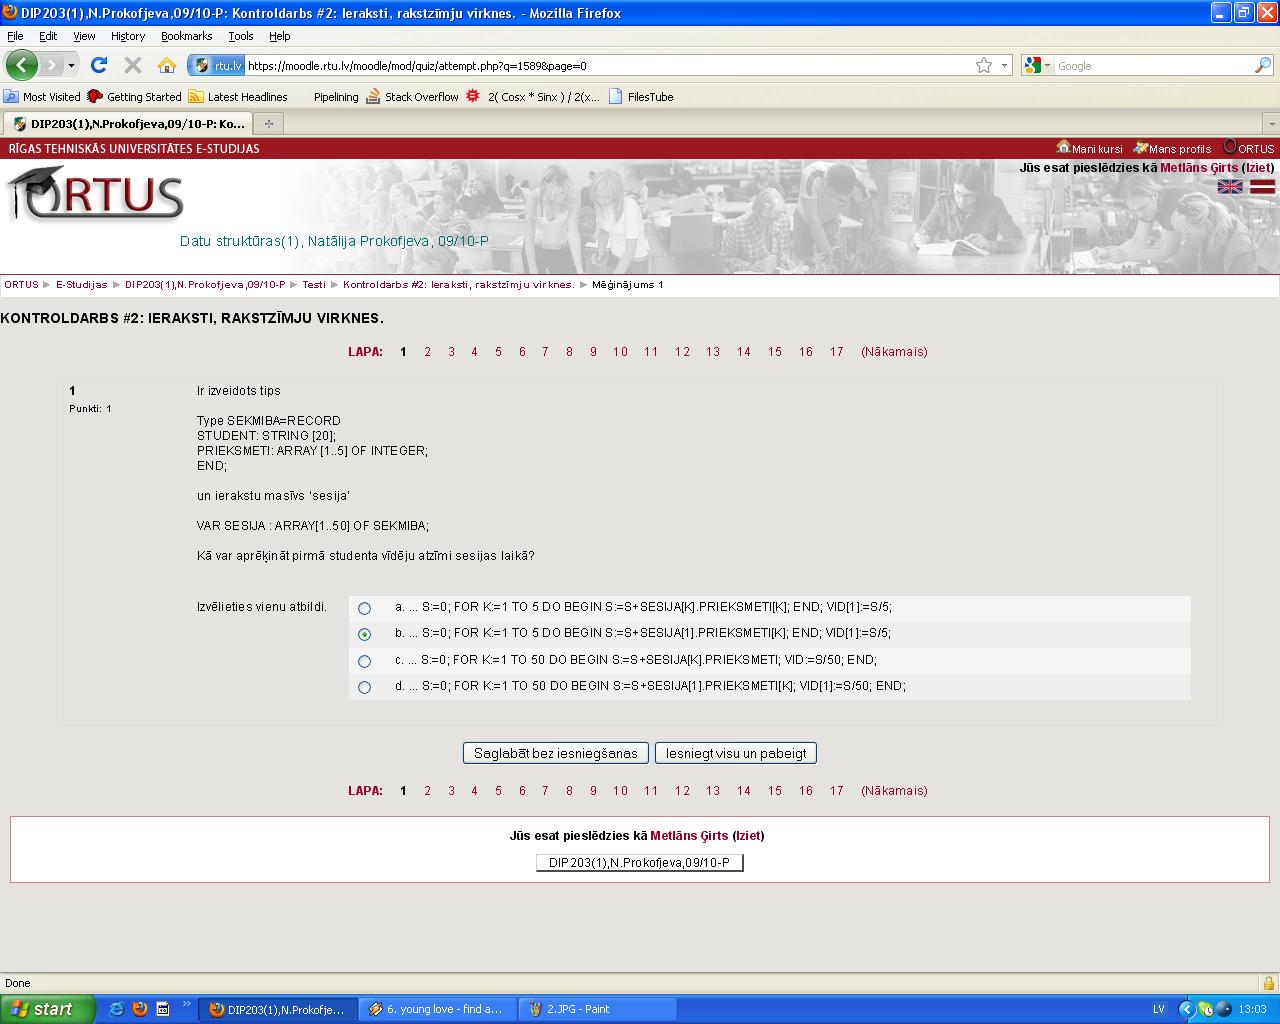 DIP203(1),N.Prokofjeva,09/10-P: Kontroldarbs #2: Ieraksti, rakstzīmju virknes. - Mozilla Firefox
File Edit View History Bookmarks Tools Help
rtu.lv https://moodle.rtu.lv/moodle/mod/quiz/attempt.php?q=1589&page=0 Google
Most Visited Getting Started Latest Headlines Pipelining Stack Overflow 2( Cosx * Sinx ) / 2(x... FilesTube
DIP203(1),N.Prokofjeva,09/10-P: Ko...
RĪGAS TEHNISKĀS UNIVERSITĀTES E-STUDIJAS Mani kursi Mans profils ORTUS
Jūs esat pieslēdzies kā Metlāns Ģirts (Iziet)
ORTUS
Datu struktūras(1), Natālija Prokofjeva, 09/10-P
ORTUS ► E-Studijas ► DIP203(1),N.Prokofjeva,09/10-P ► Testi ► Kontroldarbs #2: Ieraksti, rakstzīmju virknes. ► Mēģinājums 1
KONTROLDARBS #2: IERAKSTI, RAKSTZĪMJU VIRKNES.
LAPA: 1 2 3 4 5 6 7 8 9 10 11 12 13 14 15 16 17 (Nākamais)
1
Punkti: 1
Ir izveidots tips
Type SEKMIBA=RECORD
STUDENT: STRING [20];
PRIEKSMETI: ARRAY [1..5] OF INTEGER;
END;
un ierakstu masīvs 'sesija'
VAR SESIJA : ARRAY[1..50] OF SEKMIBA;
Kā var aprēķināt pirmā studenta vīdēju atzīmi sesijas laikā?
Izvēlieties vienu atbildi.
a. ... S:=0; FOR K:=1 TO 5 DO BEGIN S:=S+SESIJA[K].PRIEKSMETI[K]; END; VID[1]:=S/5;
b. ... S:=0; FOR K:=1 TO 5 DO BEGIN S:=S+SESIJA[1].PRIEKSMETI[K]; END; VID[1]:=S/5;
c. ... S:=0; FOR K:=1 TO 50 DO BEGIN S:=S+SESIJA[K].PRIEKSMETI; VID:=S/50; END;
d. ... S:=0; FOR K:=1 TO 50 DO BEGIN S:=S+SESIJA[1].PRIEKSMETI[K]; VID[1]:=S/50; END;
Saglabāt bez iesniegšanas Iesniegt visu un pabeigt
LAPA: 1 2 3 4 5 6 7 8 9 10 11 12 13 14 15 16 17 (Nākamais)
Jūs esat pieslēdzies kā Metlāns Ģirts (Iziet)
DIP203(1),N.Prokofjeva,09/10-P
Done
start DIP203(1),N.Prokofje... 6. young love - find a... 2.JPG - Paint LV 13:03